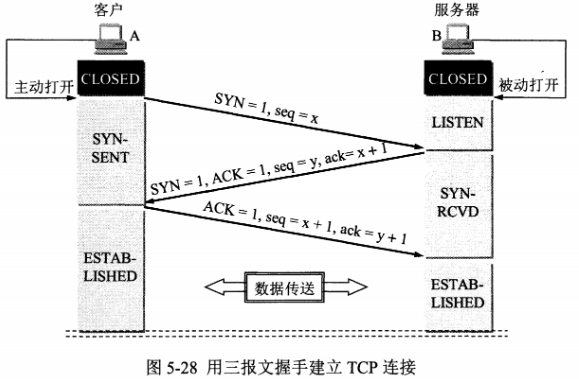 客户
服务器
A
B
主动打开
CLOSED
CLOSED
被动打开
SYN = 1, seq = x
LISTEN
SYN-
SENT
SYN = 1, ACK = 1, seq = y, ack= x + 1
SYN-
RCVD
ACK = 1, seq = x + 1, ack = y + 1
ESTAB-
LISHED
数据传送
ESTAB-
LISHED
图 5-28 用三报文握手建立 TCP 连接